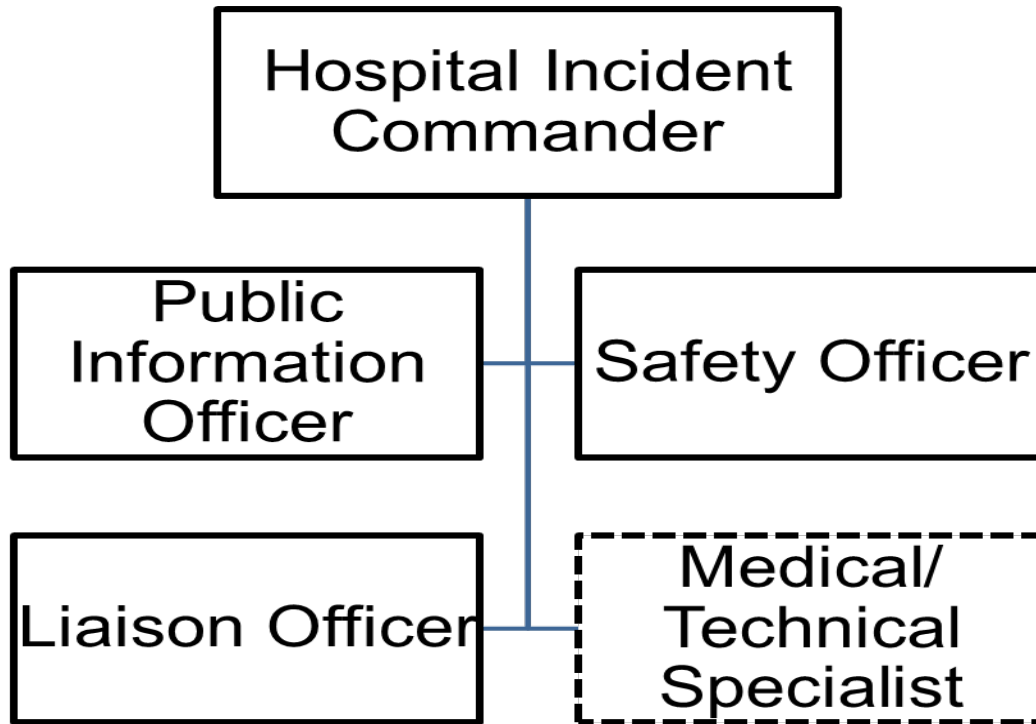 Hospital Incident
Commander
Public
Information
Officer
Safety Officer
Liaison Officer
Medical/
Technical
Specialist